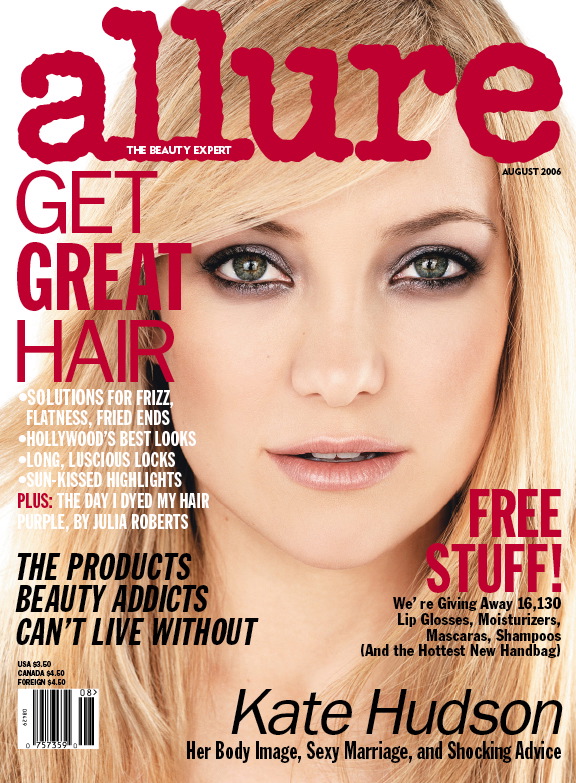 allure
THE BEAUTY EXPERT
AUGUST 2006
GET
GREAT
HAIR
•SOLUTIONS FOR FRIZZ,
FLATNESS, FRIED ENDS
•HOLLYWOOD'S BEST LOOKS
•LONG, LUSCIOUS LOCKS
•SUN-KISSED HIGHLIGHTS
PLUS: THE DAY I DYED MY HAIR
PURPLE, BY JULIA ROBERTS
THE PRODUCTS
BEAUTY ADDICTS
CAN'T LIVE WITHOUT
FREE
STUFF!
We' re Giving Away 16,130
Lip Glosses, Moisturizers,
Mascaras, Shampoos
(And the Hottest New Handbag)
USA $3.50
CANADA $4.50
FOREIGN $4.50
08>
0 757359 0
Kate Hudson
Her Body Image, Sexy Marriage, and Shocking Advice